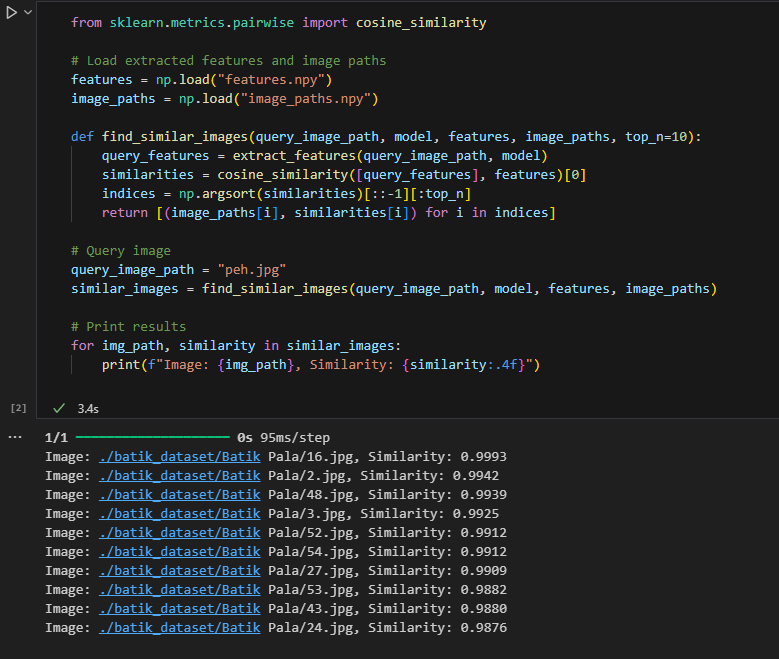 from sklearn.metrics.pairwise import cosine_similarity
# Load extracted features and image paths
features = np.load("features.npy")
image_paths = np.load("image_paths.npy")
def find_similar_images(query_image_path, model, features, image_paths, top_n=10):
    query_features = extract_features(query_image_path, model)
    similarities = cosine_similarity([query_features], features)[0]
    indices = np.argsort(similarities)[::-1][:top_n]
    return [(image_paths[i], similarities[i]) for i in indices]
# Query image
query_image_path = "peh.jpg"
similar_images = find_similar_images(query_image_path, model, features, image_paths)
# Print results
for img_path, similarity in similar_images:
    print(f"Image: {img_path}, Similarity: {similarity:.4f}")
[2] 3.4s
... 1/1 ━━━━━━━━━━━━━━━━━━━━ 0s 95ms/step
Image: ./batik_dataset/Batik Pala/16.jpg, Similarity: 0.9993
Image: ./batik_dataset/Batik Pala/2.jpg, Similarity: 0.9942
Image: ./batik_dataset/Batik Pala/48.jpg, Similarity: 0.9939
Image: ./batik_dataset/Batik Pala/3.jpg, Similarity: 0.9925
Image: ./batik_dataset/Batik Pala/52.jpg, Similarity: 0.9912
Image: ./batik_dataset/Batik Pala/54.jpg, Similarity: 0.9912
Image: ./batik_dataset/Batik Pala/27.jpg, Similarity: 0.9909
Image: ./batik_dataset/Batik Pala/53.jpg, Similarity: 0.9882
Image: ./batik_dataset/Batik Pala/43.jpg, Similarity: 0.9880
Image: ./batik_dataset/Batik Pala/24.jpg, Similarity: 0.9876